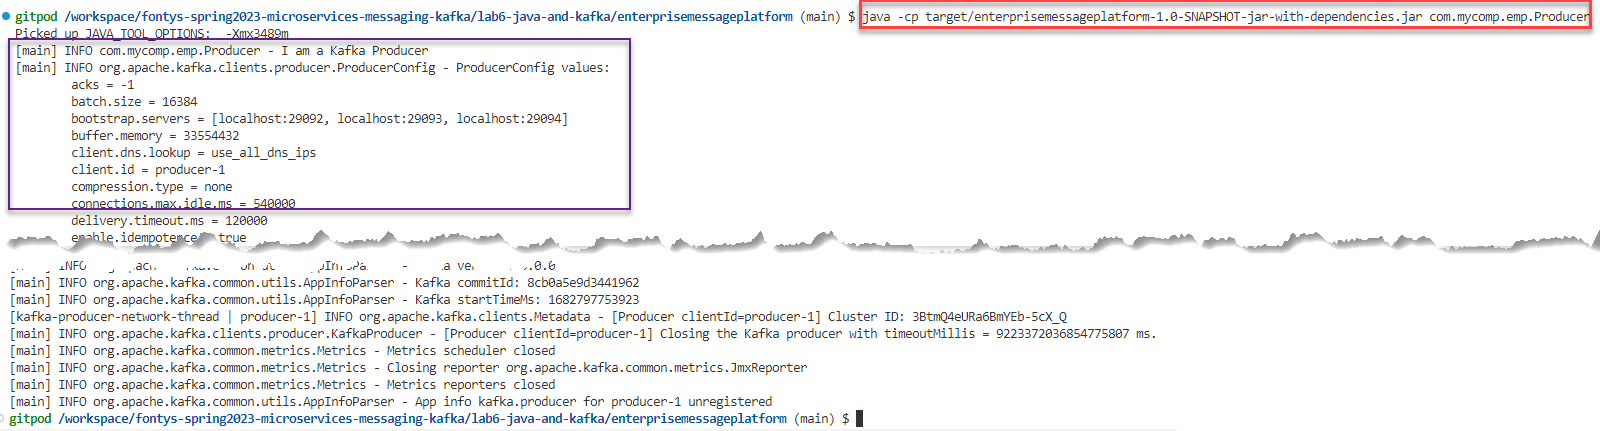 gitpod /workspace/fontys-spring2023-microservices-messaging-kafka/lab6-java-and-kafka/enterprisemessageplatform (main) $ java -cp target/enterprisemessageplatform-1.0-SNAPSHOT-jar-with-dependencies.jar com.mycomp.emp.Producer
Picked up JAVA_TOOL_OPTIONS:  -Xmx3489m
[main] INFO com.mycomp.emp.Producer - I am a Kafka Producer
[main] INFO org.apache.kafka.clients.producer.ProducerConfig - ProducerConfig values:
acks = -1
batch.size = 16384
bootstrap.servers = [localhost:29092, localhost:29093, localhost:29094]
buffer.memory = 33554432
client.dns.lookup = use_all_dns_ips
client.id = producer-1
compression.type = none
connections.max.idle.ms = 540000
delivery.timeout.ms = 120000
enable.idempotence true
INFO
[main] INFO org.apache.kafka.common.utils.AppInfoParser - Kafka commitId: 8cb0a5e9d3441962
[main] INFO org.apache.kafka.common.utils.AppInfoParser - Kafka startTimeMs: 1682797753923
[kafka-producer-network-thread | producer-1] INFO org.apache.kafka.clients.Metadata - [Producer clientId=producer-1] Cluster ID: 3BtmQ4eURa6BmYEb-5cX_Q
[main] INFO org.apache.kafka.clients.producer.KafkaProducer - [Producer clientId=producer-1] Closing the Kafka producer with timeoutMillis = 9223372036854775807 ms.
[main] INFO org.apache.kafka.common.metrics.Metrics - Metrics scheduler closed
[main] INFO org.apache.kafka.common.metrics.Metrics - Closing reporter org.apache.kafka.common.metrics.JmxReporter
[main] INFO org.apache.kafka.common.metrics.Metrics - Metrics reporters closed
[main] INFO org.apache.kafka.common.utils.AppInfoParser - App info kafka.producer for producer-1 unregistered
gitpod /workspace/fontys-spring2023-microservices-messaging-kafka/lab6-java-and-kafka/enterprisemessageplatform (main) $